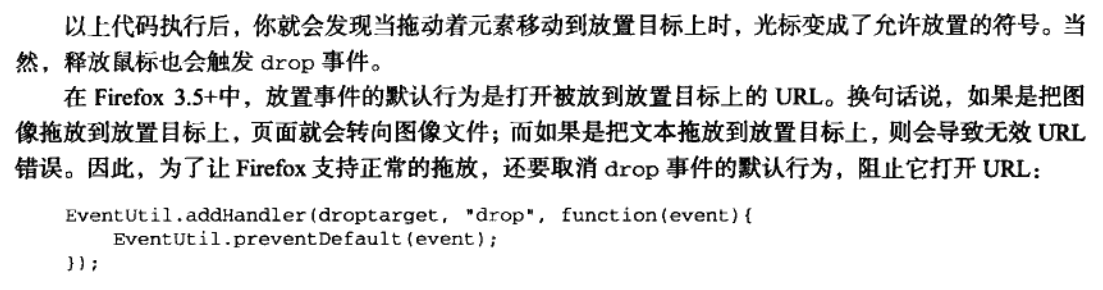 以上代码执行后，你就会发现当拖动着元素移动到放置目标上时，光标变成了允许放置的符号。当
然，释放鼠标也会触发 drop 事件。
在 Firefox 3.5+中，放置事件的默认行为是打开被放到放置目标上的 URL。换句话说，如果是把图
像拖放到放置目标上，页面就会转向图像文件；而如果是把文本拖放到放置目标上，则会导致无效 URL
错误。因此，为了让 Firefox 支持正常的拖放，还要取消 drop 事件的默认行为，阻止它打开 URL：
EventUtil.addHandler(droptarget, "drop", function(event){
    EventUtil.preventDefault(event);
});